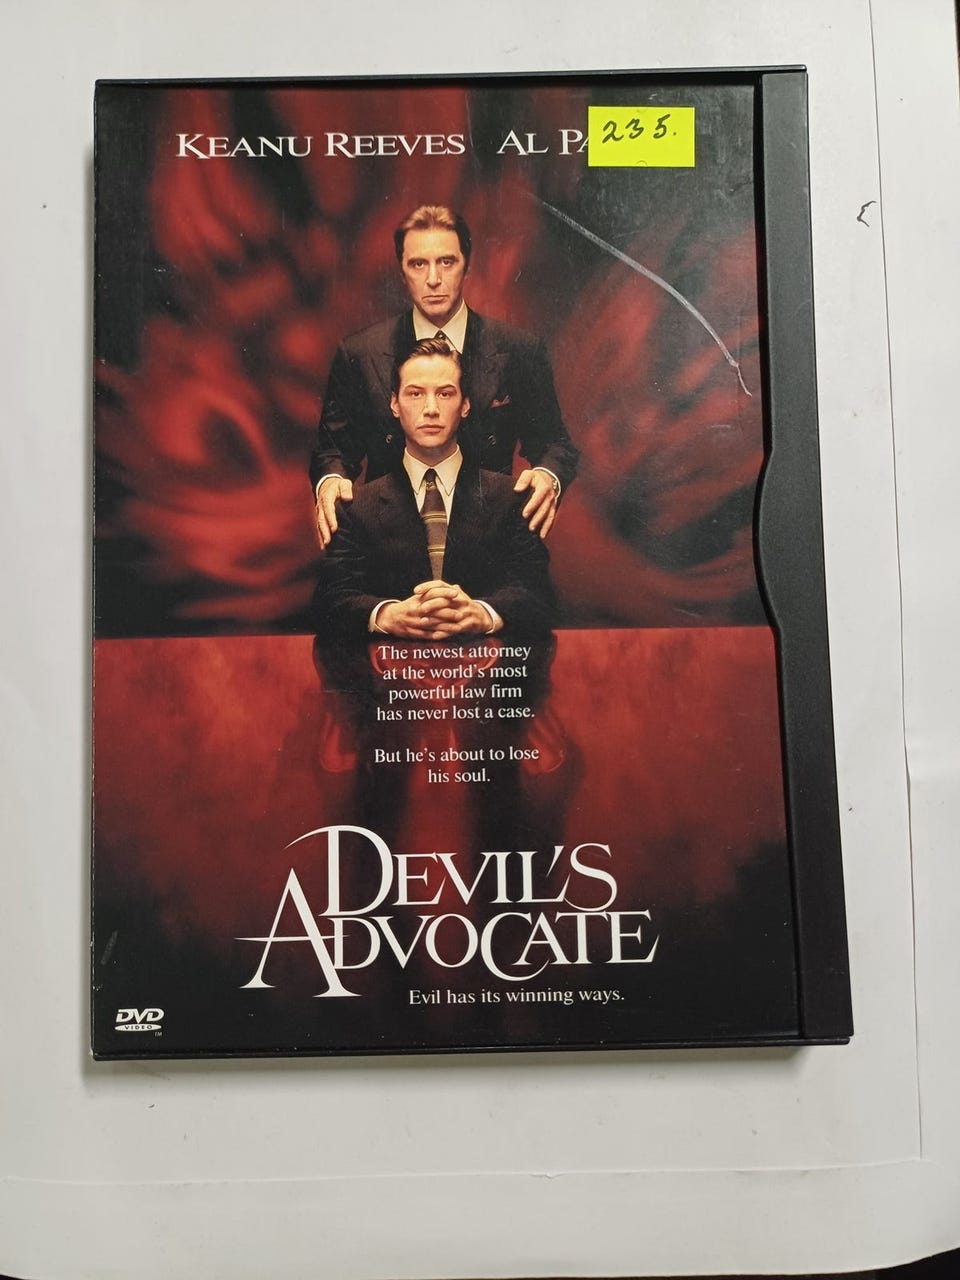 KEANU REEVES AL PA
235.
The newest attorney
at the world's most
powerful law firm
has never lost a case.
But he's about to lose
his soul.
DEVIL'S
ADVOCATE
Evil has its winning ways.
DVD
VIDEO
TM